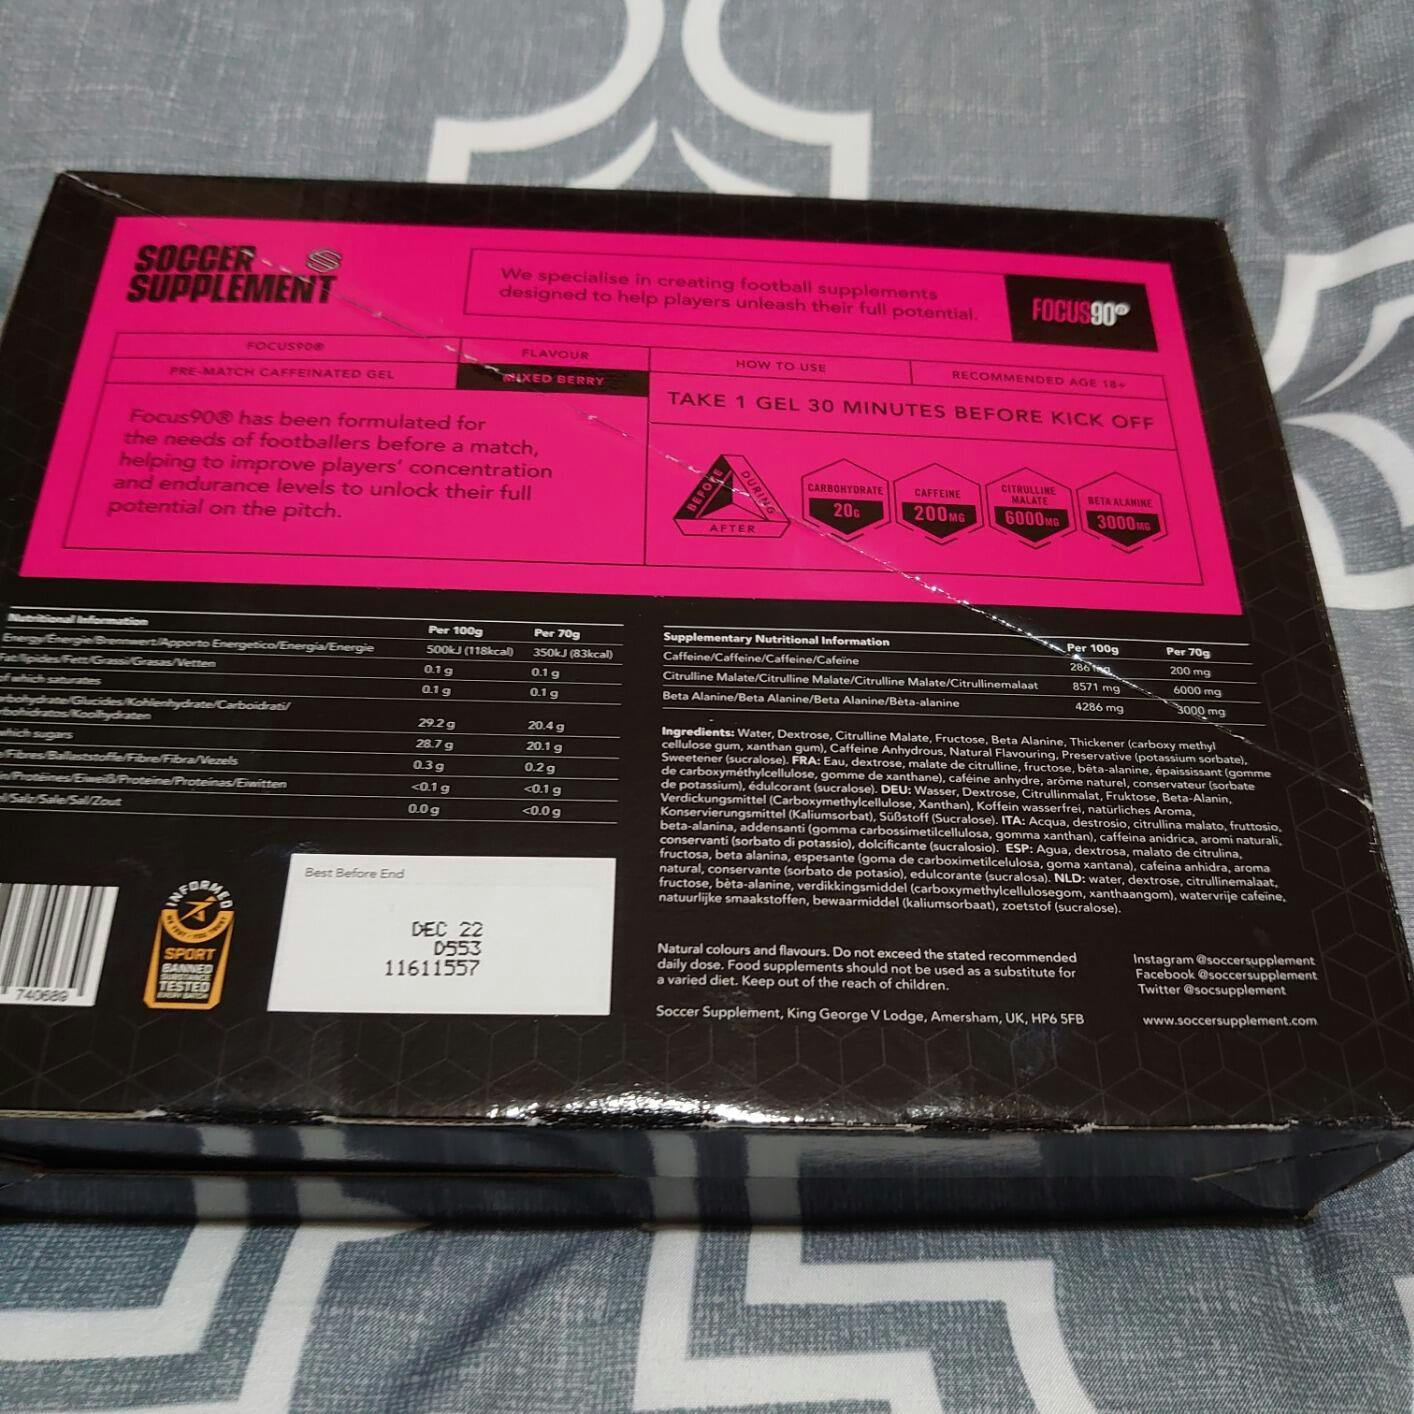 SOCCER
SUPPLEMENT
We specialise in creating football supplements
designed to help players unleash their full potential.
FOCUS90®
FOCUS90®
FLAVOUR
HOW TO USE
RECOMMENDED AGE 18+
PRE-MATCH CAFFEINATED GEL
MIXED BERRY
TAKE 1 GEL 30 MINUTES BEFORE KICK OFF
Focus90® has been formulated for
the needs of footballers before a match,
helping to improve players' concentration
and endurance levels to unlock their full
potential on the pitch.
BEFORE
DURING
AFTER
CARBOHYDRATE
20G
CAFFEINE
200MG
CITRULLINE
MALATE
6000MG
BETA ALANINE
3000MG
Nutritional Information Per 100g Per 70g
Energy/Énergie/Brennwert/Apporto Energetico/Energía/Energie 500kJ (118kcal) 350kJ (83kcal)
Fat/lipides/Fett/Grassi/Grasas/Vetten 0.1 g 0.1 g
of which saturates 0.1 g 0.1 g
/Glucides/Kohlenhydrate/Carboidrati/
/Koolhydraten 29.2 g 20.4 g
which sugars 28.7 g 20.1 g
/Fibres/Ballaststoffe/Fibre/Fibra/Vezels 0.3 g 0.2 g
/Protéines/Eiweiß/Proteine/Proteínas/Eiwitten <0.1 g <0.1 g
/Salz/Sale/Sal/Zout 0.0 g <0.0 g
Supplementary Nutritional Information Per 100g Per 70g
Caffeine/Caffeine/Caffeine/Cafeïne 286 mg 200 mg
Citrulline Malate/Citrulline Malate/Citrulline Malate/Citrullinemalaat 8571 mg 6000 mg
Beta Alanine/Beta Alanine/Beta Alanine/Bèta-alanine 4286 mg 3000 mg
Ingredients: Water, Dextrose, Citrulline Malate, Fructose, Beta Alanine, Thickener (carboxy methyl
cellulose gum, xanthan gum), Caffeine Anhydrous, Natural Flavouring, Preservative (potassium sorbate),
Sweetener (sucralose). FRA: Eau, dextrose, malate de citrulline, fructose, bêta-alanine, épaississant (gomme
de carboxyméthylcellulose, gomme de xanthane), caféine anhydre, arôme naturel, conservateur (sorbate
de potassium), édulcorant (sucralose). DEU: Wasser, Dextrose, Citrullinmalat, Fruktose, Beta-Alanin,
Verdickungsmittel (Carboxymethylcellulose, Xanthan), Koffein wasserfrei, natürliches Aroma,
Konservierungsmittel (Kaliumsorbat), Süßstoff (Sucralose). ITA: Acqua, destrosio, citrullina malato, fruttosio,
beta-alanina, addensanti (gomma carbossimetilcellulosa, gomma xanthan), caffeina anidrica, aromi naturali,
conservanti (sorbato di potassio), dolcificante (sucralosio). ESP: Agua, dextrosa, malato de citrulina,
fructosa, beta alanina, espesante (goma de carboximetilcelulosa, goma xantana), cafeína anhidra, aroma
natural, conservante (sorbato de potasio), edulcorante (sucralosa). NLD: water, dextrose, citrullinemalaat,
fructose, bèta-alanine, verdikkingsmiddel (carboxymethylcellulosegom, xanthaangom), watervrije cafeïne,
natuurlijke smaakstoffen, bewaarmiddel (kaliumsorbaat), zoetstof (sucralose).
740689
INFORMED
WE TEST • YOU TRUST
SPORT
BANNED
SUBSTANCE
TESTED
EVERY BATCH
Best Before End
DEC 22
D553
11611557
Natural colours and flavours. Do not exceed the stated recommended
daily dose. Food supplements should not be used as a substitute for
a varied diet. Keep out of the reach of children.
Soccer Supplement, King George V Lodge, Amersham, UK, HP6 5FB
Instagram @soccersupplement
Facebook @soccersupplement
Twitter @socsupplement
www.soccersupplement.com